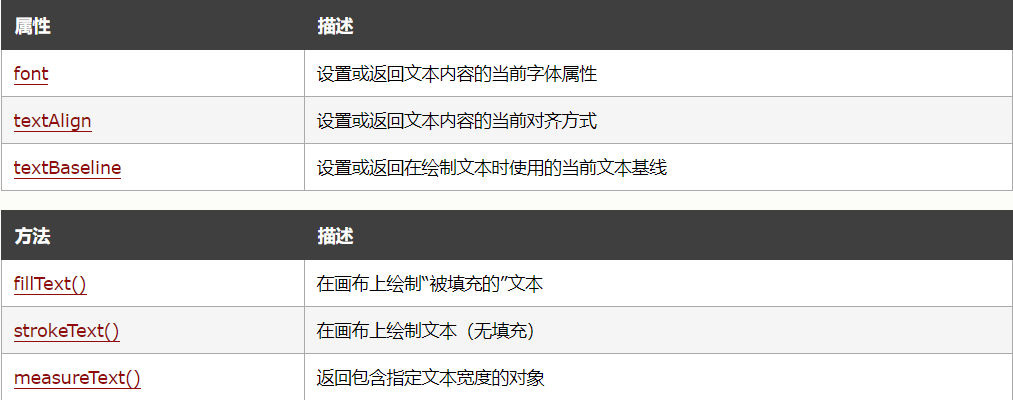 属性 描述
font 设置或返回文本内容的当前字体属性
textAlign 设置或返回文本内容的当前对齐方式
textBaseline 设置或返回在绘制文本时使用的当前文本基线
方法 描述
fillText() 在画布上绘制“被填充的”文本
strokeText() 在画布上绘制文本（无填充）
measureText() 返回包含指定文本宽度的对象